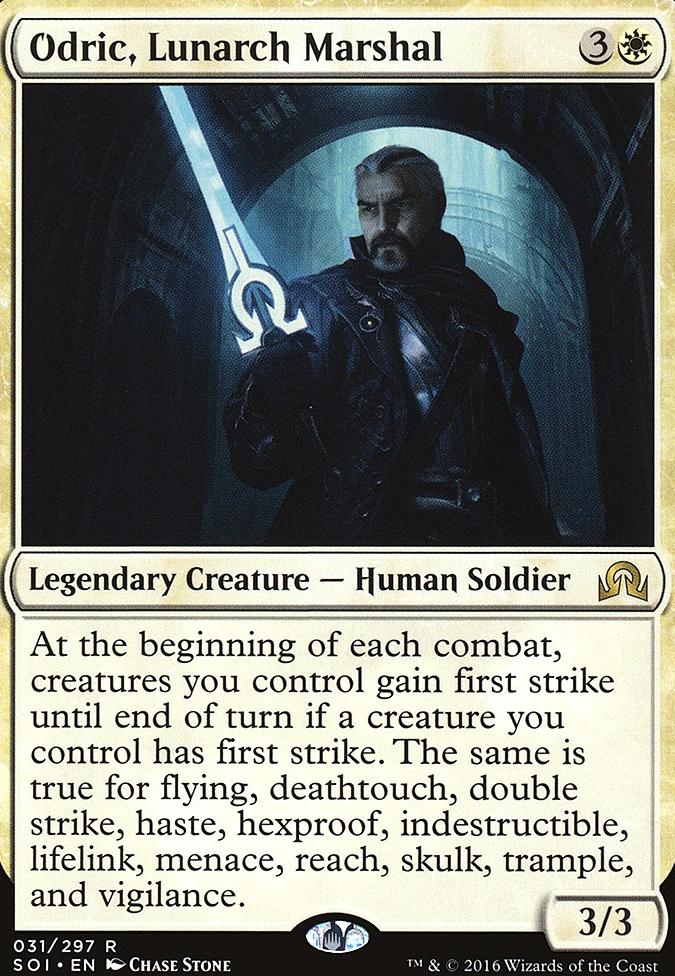 Odric, Lunarch Marshal 3
Legendary Creature — Human Soldier
At the beginning of each combat,
creatures you control gain first strike
until end of turn if a creature you
control has first strike. The same is
true for flying, deathtouch, double
strike, haste, hexproof, indestructible,
lifelink, menace, reach, skulk, trample,
and vigilance.
3/3
031/297 R
SOI • EN Chase Stone
™ & © 2016 Wizards of the Coast